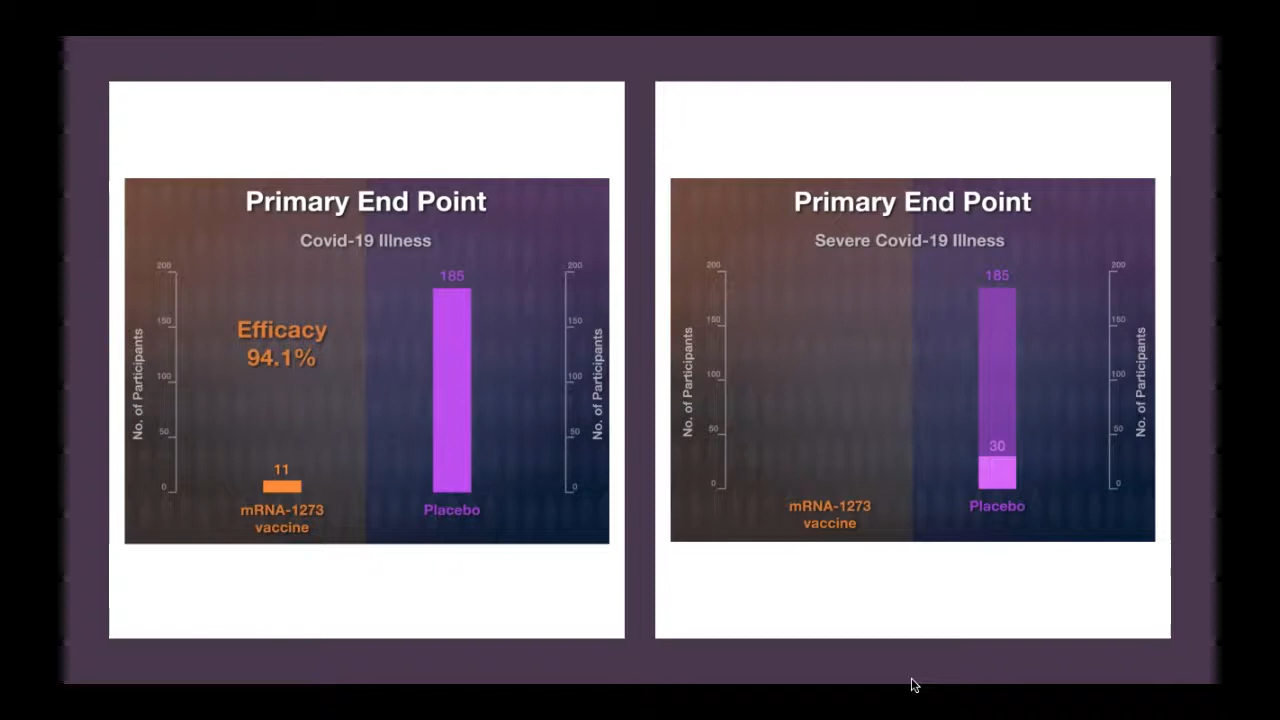 Primary End Point
Covid-19 Illness
200
150
100
50
0
No. of Participants
Efficacy
94.1%
11
mRNA-1273
vaccine
185
Placebo
200
150
100
50
0
No. of Participants
Primary End Point
Severe Covid-19 Illness
200
150
100
50
0
No. of Participants
mRNA-1273
vaccine
185
30
Placebo
200
150
100
50
0
No. of Participants